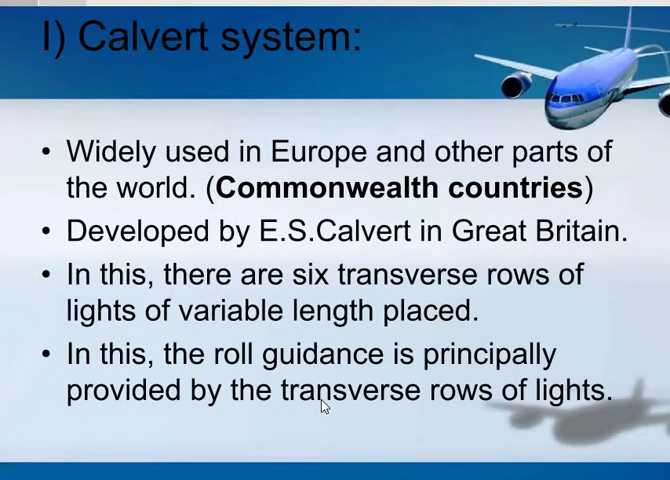 I) Calvert system:
• Widely used in Europe and other parts of
the world. (Commonwealth countries)
• Developed by E.S.Calvert in Great Britain.
• In this, there are six transverse rows of
lights of variable length placed.
• In this, the roll guidance is principally
provided by the transverse rows of lights.